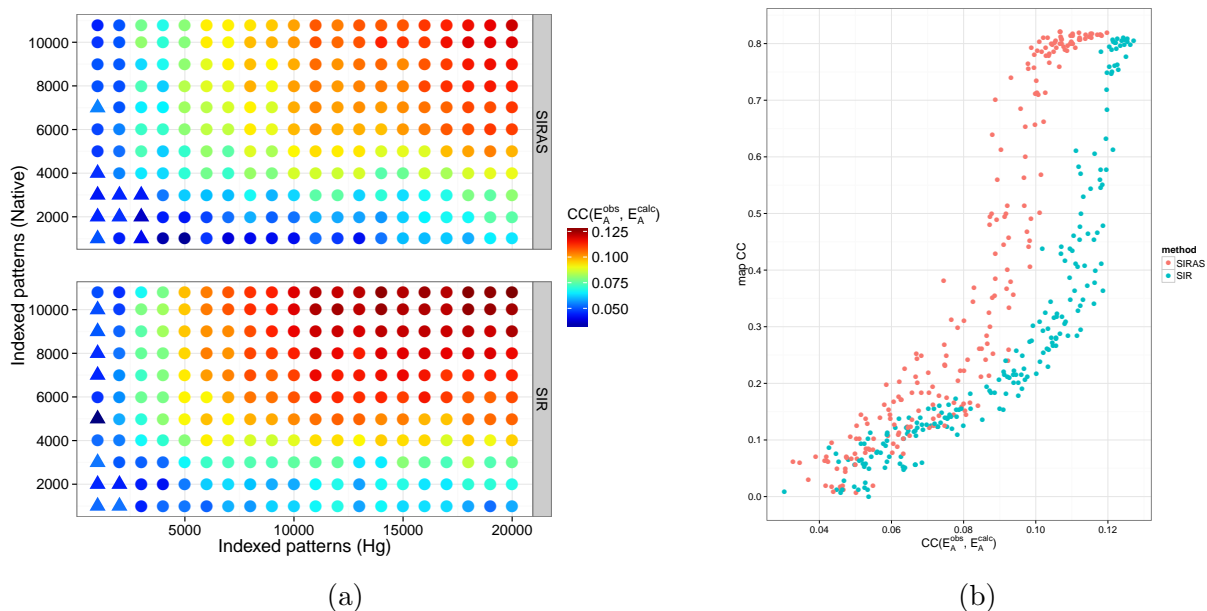 Indexed patterns (Native)
10000
8000
6000
4000
2000
SIRAS
10000
8000
6000
4000
2000
SIR
5000 10000 15000 20000
Indexed patterns (Hg)
CC(E_A^obs, E_A^calc)
0.125
0.100
0.075
0.050
(a)
map CC
0.8
0.7
0.6
0.5
0.4
0.3
0.2
0.1
0.0
0.04 0.06 0.08 0.10 0.12
CC(E_A^obs, E_A^calc)
method
SIRAS
SIR
(b)